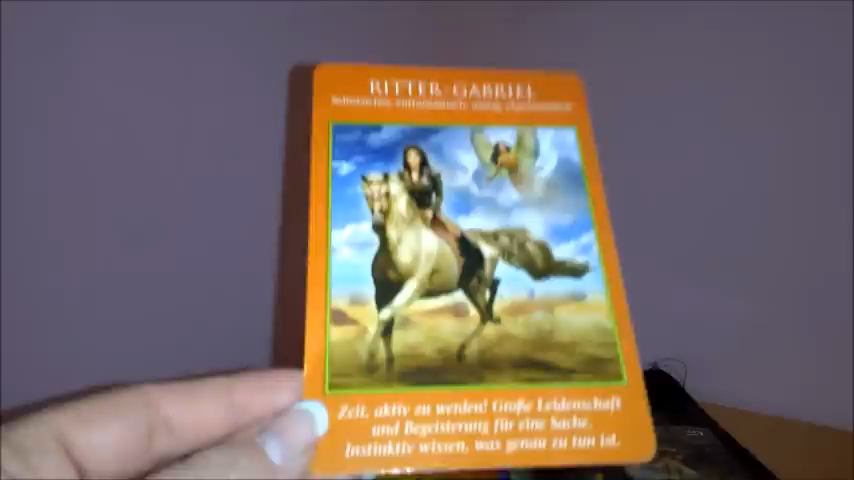 RITTER GABRIEL
Zeit, aktiv zu werden! Große Leidenschaft
und Begeisterung für eine Sache.
Instinktiv wissen, was genau zu tun ist.